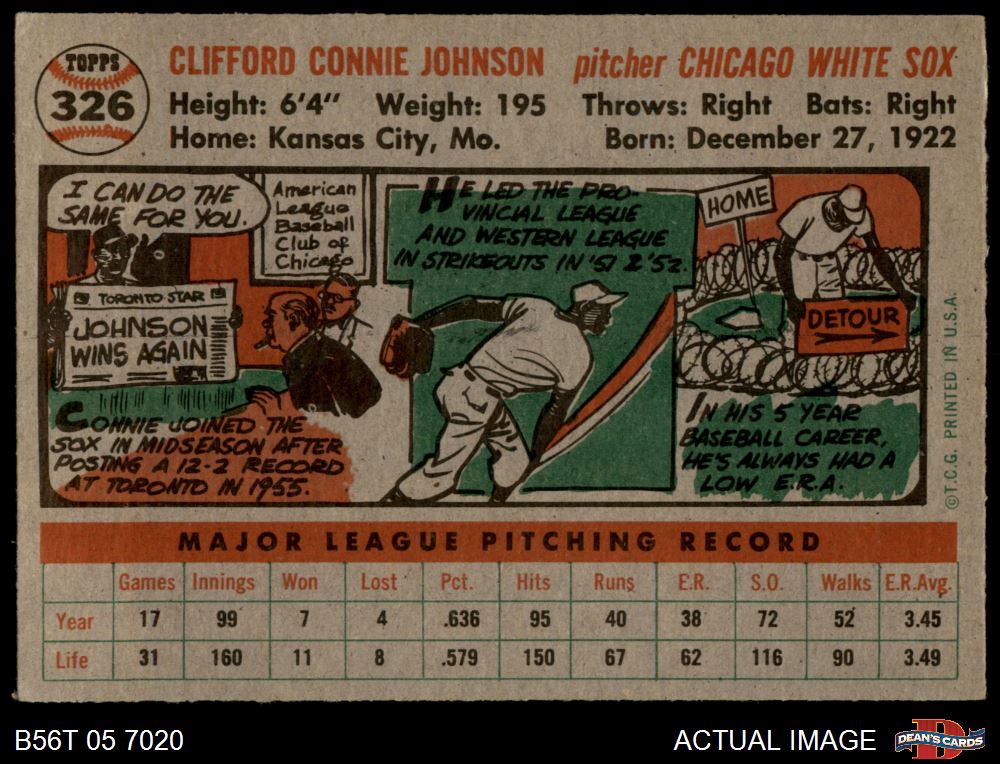 TOPPS
326
CLIFFORD CONNIE JOHNSON pitcher CHICAGO WHITE SOX
Height: 6'4" Weight: 195 Throws: Right Bats: Right
Home: Kansas City, Mo. Born: December 27, 1922
I CAN DO THE
SAME FOR YOU.
American
League
Baseball
Club of
Chicago
TORONTO STAR
JOHNSON
WINS AGAIN
CONNIE JOINED THE
SOX IN MIDSEASON AFTER
POSTING A 12-2 RECORD
AT TORONTO IN 1955.
HE LED THE PRO-
VINCIAL LEAGUE
AND WESTERN LEAGUE
IN STRIKEOUTS IN '51 & '52.
HOME
DETOUR
IN HIS 5 YEAR
BASEBALL CAREER,
HE'S ALWAYS HAD A
LOW E.R.A.
©T.C.G. PRINTED IN U.S.A.
MAJOR LEAGUE PITCHING RECORD
Games Innings Won Lost Pct. Hits Runs E.R. S.O. Walks E.R.Avg.
Year 17 99 7 4 .636 95 40 38 72 52 3.45
Life 31 160 11 8 .579 150 67 62 116 90 3.49
B56T 05 7020
ACTUAL IMAGE
DEAN'S CARDS